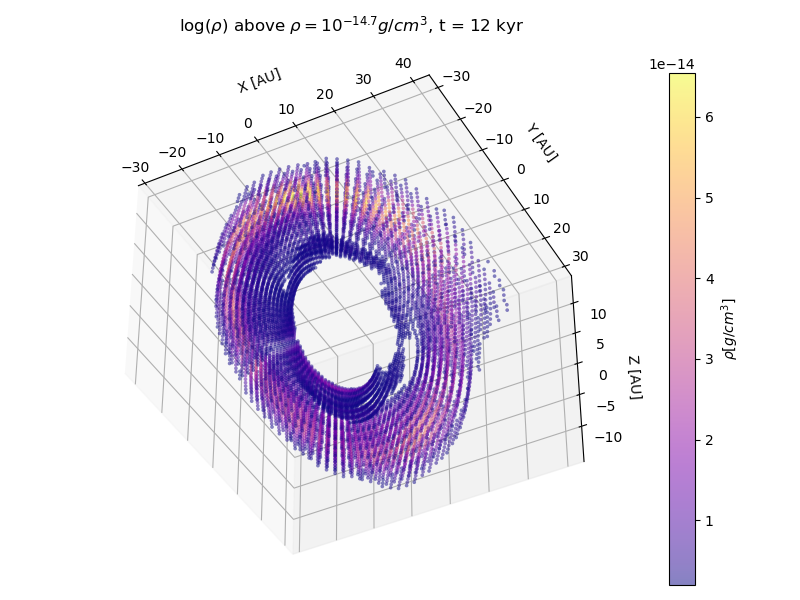 log(ρ) above ρ = 10^{-14.7} g/cm^3, t = 12 kyr
X [AU]
−30 −20 −10 0 10 20 30 40
Y [AU]
−30
−20
−10
0
10
20
30
Z [AU]
10
5
0
−5
−10
1e−14
6
5
4
3
2
1
ρ[g/cm^3]